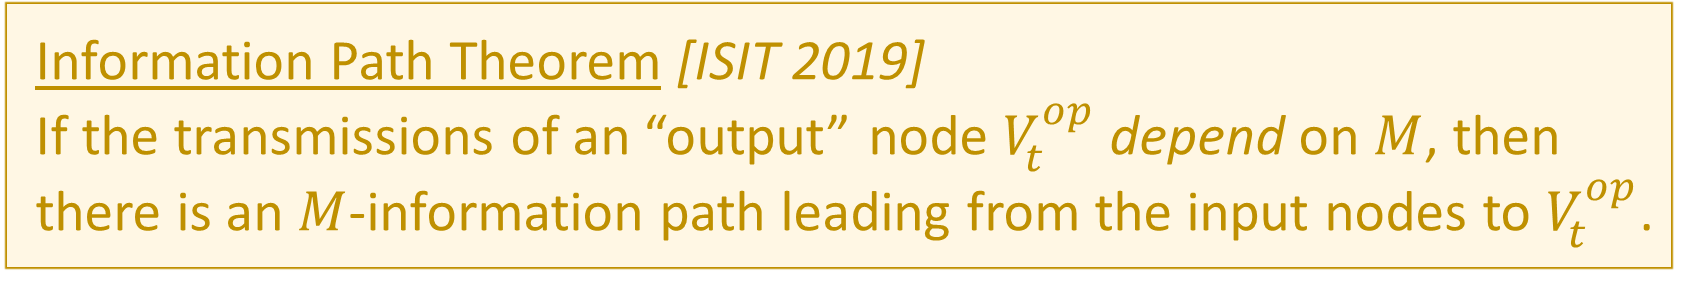 Information Path Theorem [ISIT 2019]
If the transmissions of an “output” node $V_t^{op}$ depend on $M$, then
there is an $M$-information path leading from the input nodes to $V_t^{op}$.